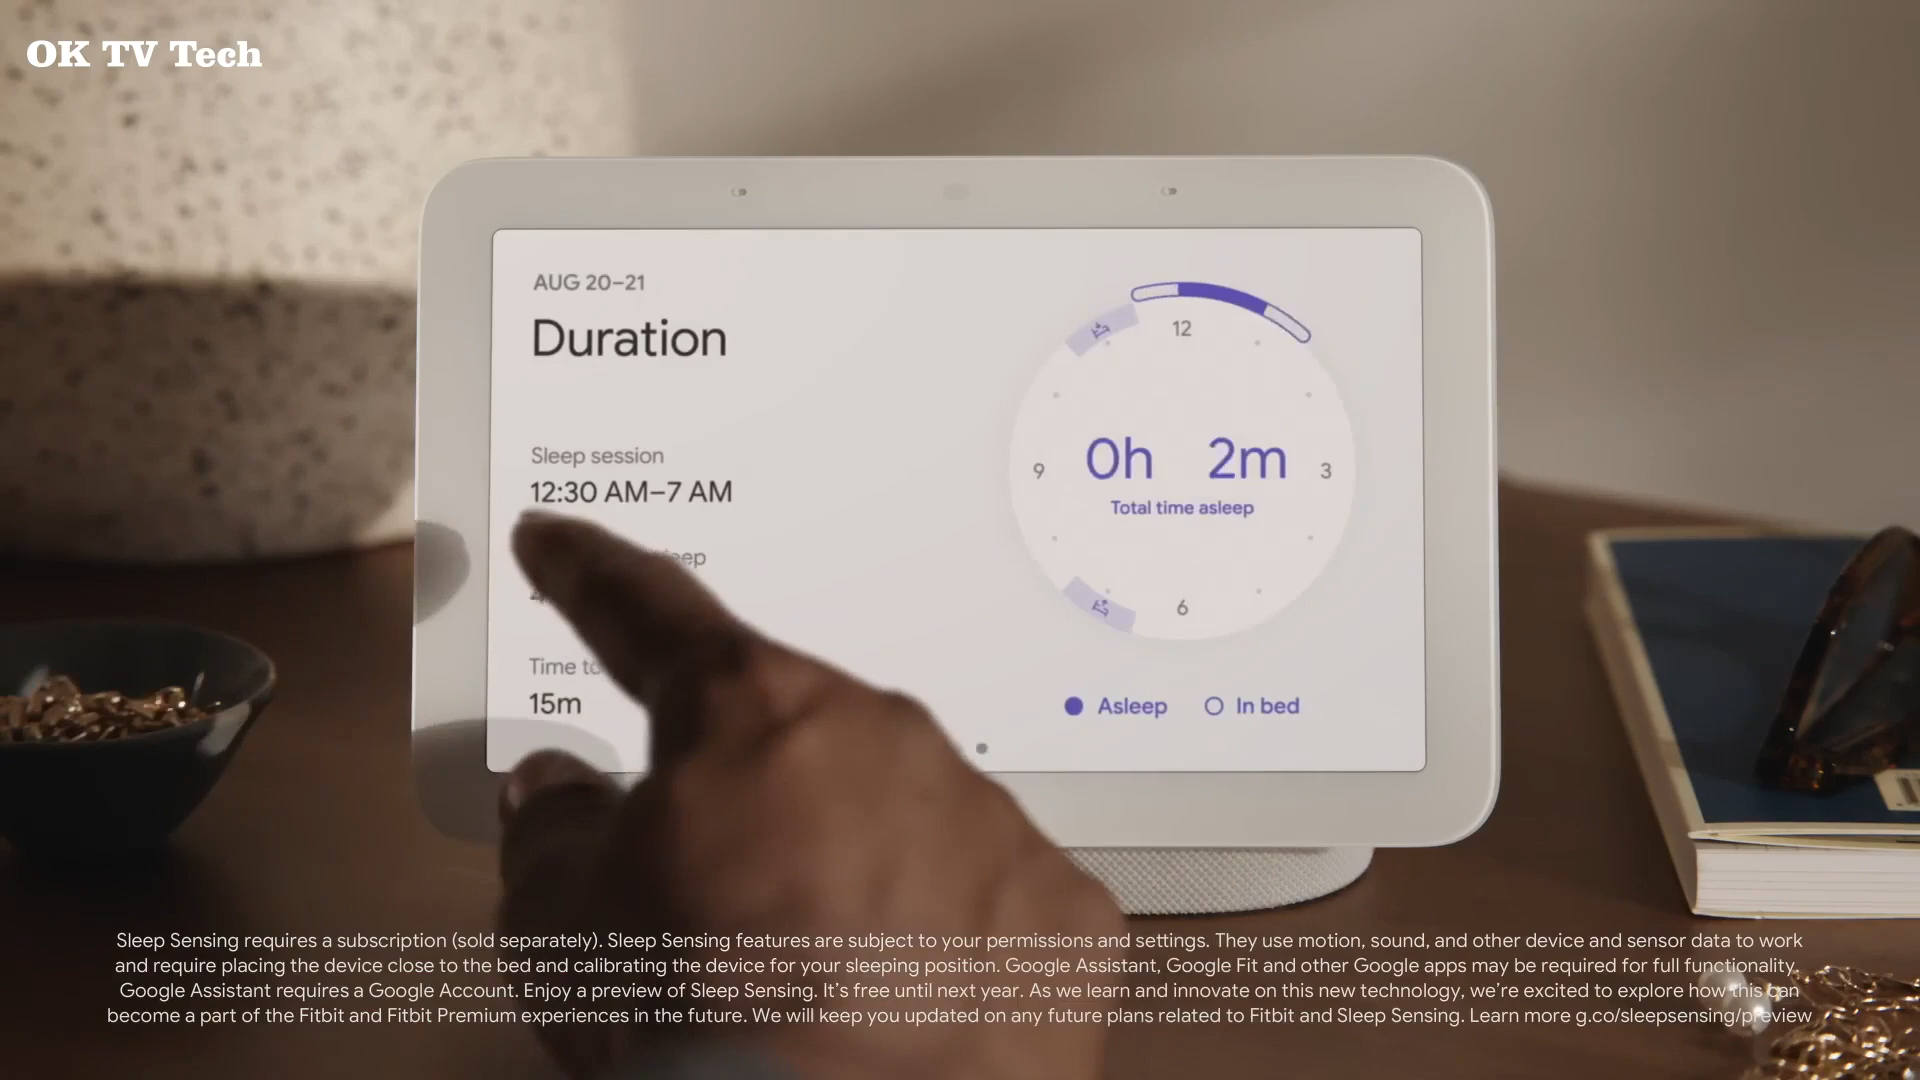 OK TV Tech
AUG 20–21
Duration
Sleep session
12:30 AM–7 AM
Time
15m
12
9
3
6
0h 2m
Total time asleep
Asleep
In bed
Sleep Sensing requires a subscription (sold separately). Sleep Sensing features are subject to your permissions and settings. They use motion, sound, and other device and sensor data to work
and require placing the device close to the bed and calibrating the device for your sleeping position. Google Assistant, Google Fit and other Google apps may be required for full functionality.
Google Assistant requires a Google Account. Enjoy a preview of Sleep Sensing. It's free until next year. As we learn and innovate on this new technology, we're excited to explore how this can
become a part of the Fitbit and Fitbit Premium experiences in the future. We will keep you updated on any future plans related to Fitbit and Sleep Sensing. Learn more g.co/sleepsensing/preview